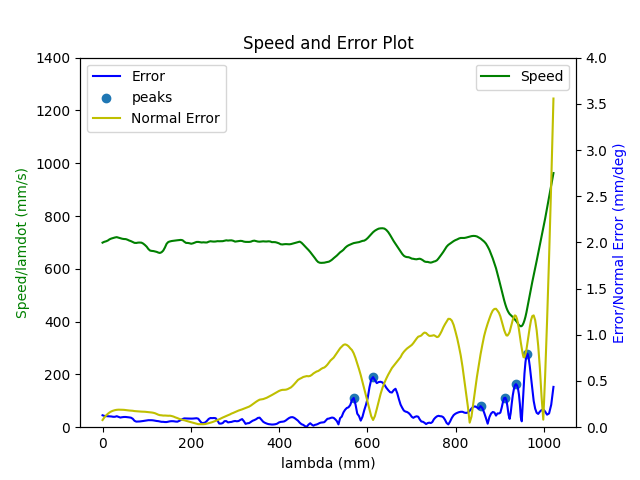 Speed and Error Plot
Error
peaks
Normal Error
Speed
1400
1200
1000
800
600
400
200
0
Speed/lamdot (mm/s)
4.0
3.5
3.0
2.5
2.0
1.5
1.0
0.5
0.0
Error/Normal Error (mm/deg)
0 200 400 600 800 1000
lambda (mm)